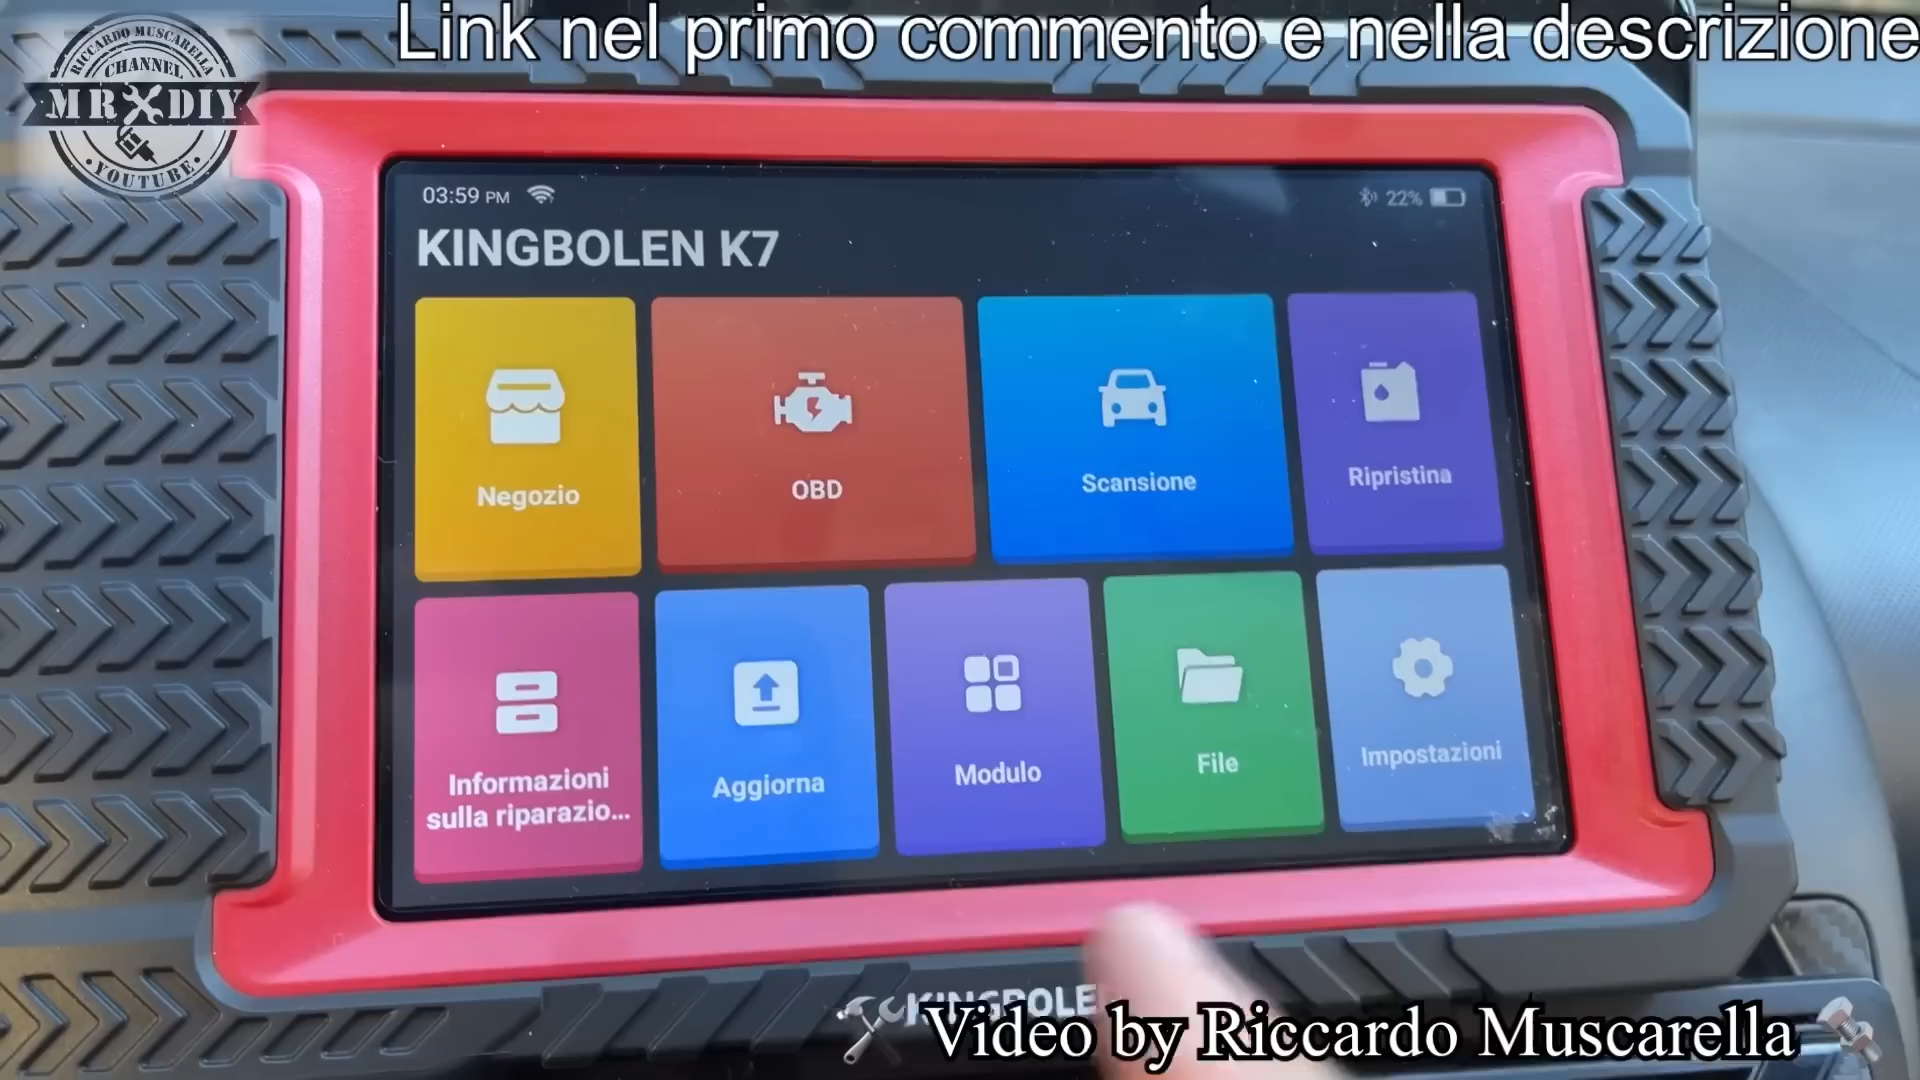 Link nel primo commento e nella descrizione
RICCARDO MUSCARELLA
CHANNEL
MR DIY
YOUTUBE
03:59 PM
22%
KINGBOLEN K7
Negozio
OBD
Scansione
Ripristina
Informazioni
sulla riparazio...
Aggiorna
Modulo
File
Impostazioni
Video by Riccardo Muscarella